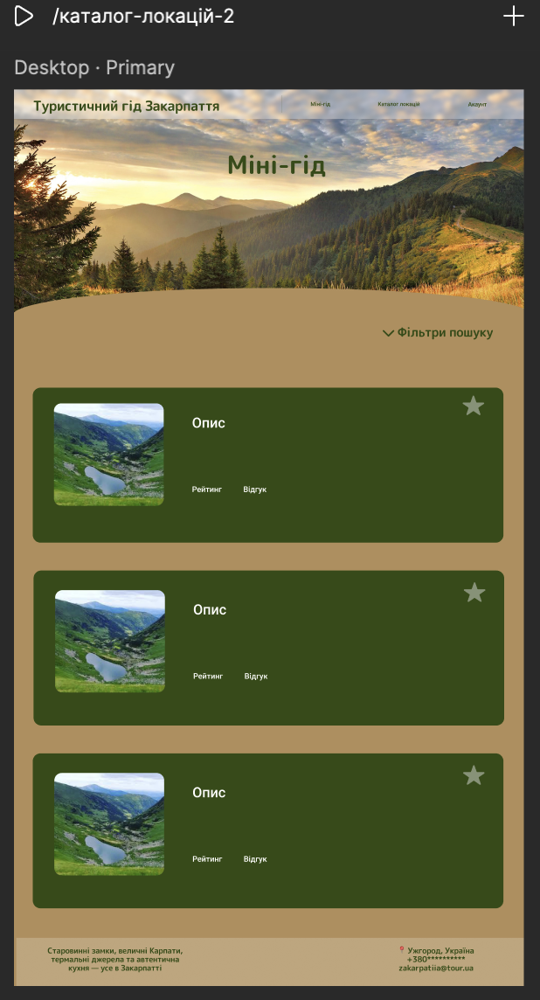 /каталог-локацій-2
Desktop · Primary
Туристичний гід Закарпаття
Міні-гід
Каталог локацій
Акаунт
Міні-гід
Фільтри пошуку
Опис
Рейтинг Відгук
Опис
Рейтинг Відгук
Опис
Рейтинг Відгук
Старовинні замки, величні Карпати,
термальні джерела та автентична
кухня — усе в Закарпатті
📍 Ужгород, Україна
+380**********
zakarpatiia@tour.ua